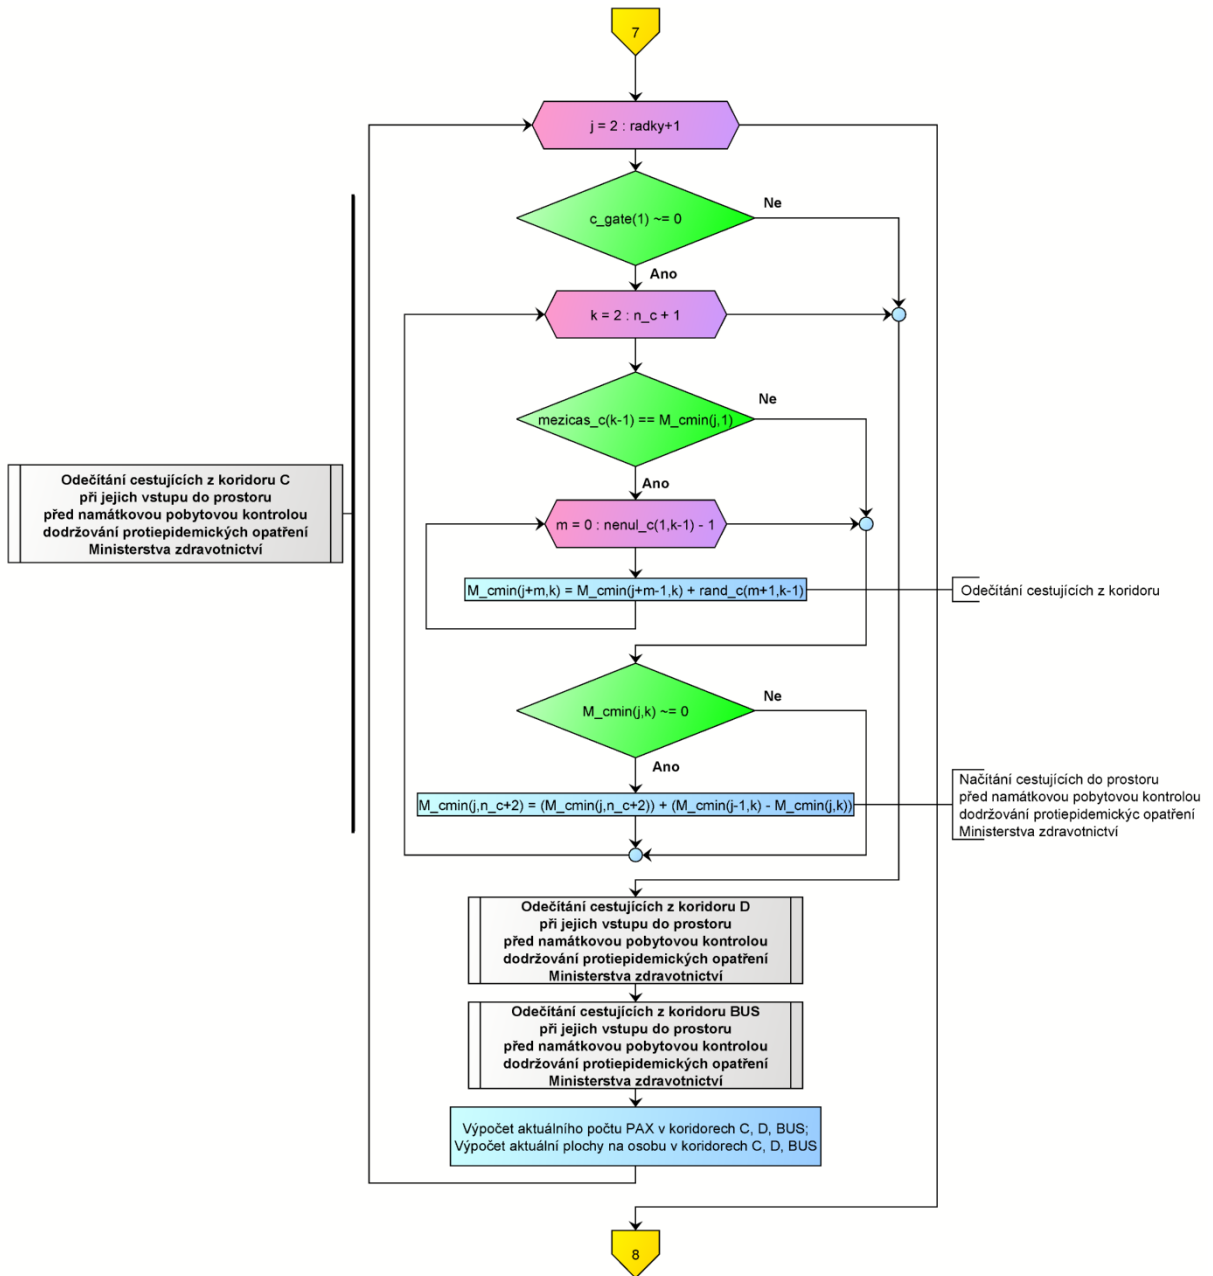 7
j = 2 : radky+1
c_gate(1) ~= 0
Ne
Ano
k = 2 : n_c + 1
mezicas_c(k-1) == M_cmin(j,1)
Ne
Ano
Odečítání cestujících z koridoru C
při jejich vstupu do prostoru
před namátkovou pobytovou kontrolou
dodržování protiepidemických opatření
Ministerstva zdravotnictví
m = 0 : nenul_c(1,k-1) - 1
M_cmin(j+m,k) = M_cmin(j+m-1,k) + rand_c(m+1,k-1)
Odečítání cestujících z koridoru
M_cmin(j,k) ~= 0
Ne
Ano
M_cmin(j,n_c+2) = (M_cmin(j,n_c+2)) + (M_cmin(j-1,k) - M_cmin(j,k))
Načítání cestujících do prostoru
před namátkovou pobytovou kontrolou
dodržování protiepidemickýc opatření
Ministerstva zdravotnictví
Odečítání cestujících z koridoru D
při jejich vstupu do prostoru
před namátkovou pobytovou kontrolou
dodržování protiepidemických opatření
Ministerstva zdravotnictví
Odečítání cestujících z koridoru BUS
při jejich vstupu do prostoru
před namátkovou pobytovou kontrolou
dodržování protiepidemických opatření
Ministerstva zdravotnictví
Výpočet aktuálního počtu PAX v koridorech C, D, BUS;
Výpočet aktuální plochy na osobu v koridorech C, D, BUS
8